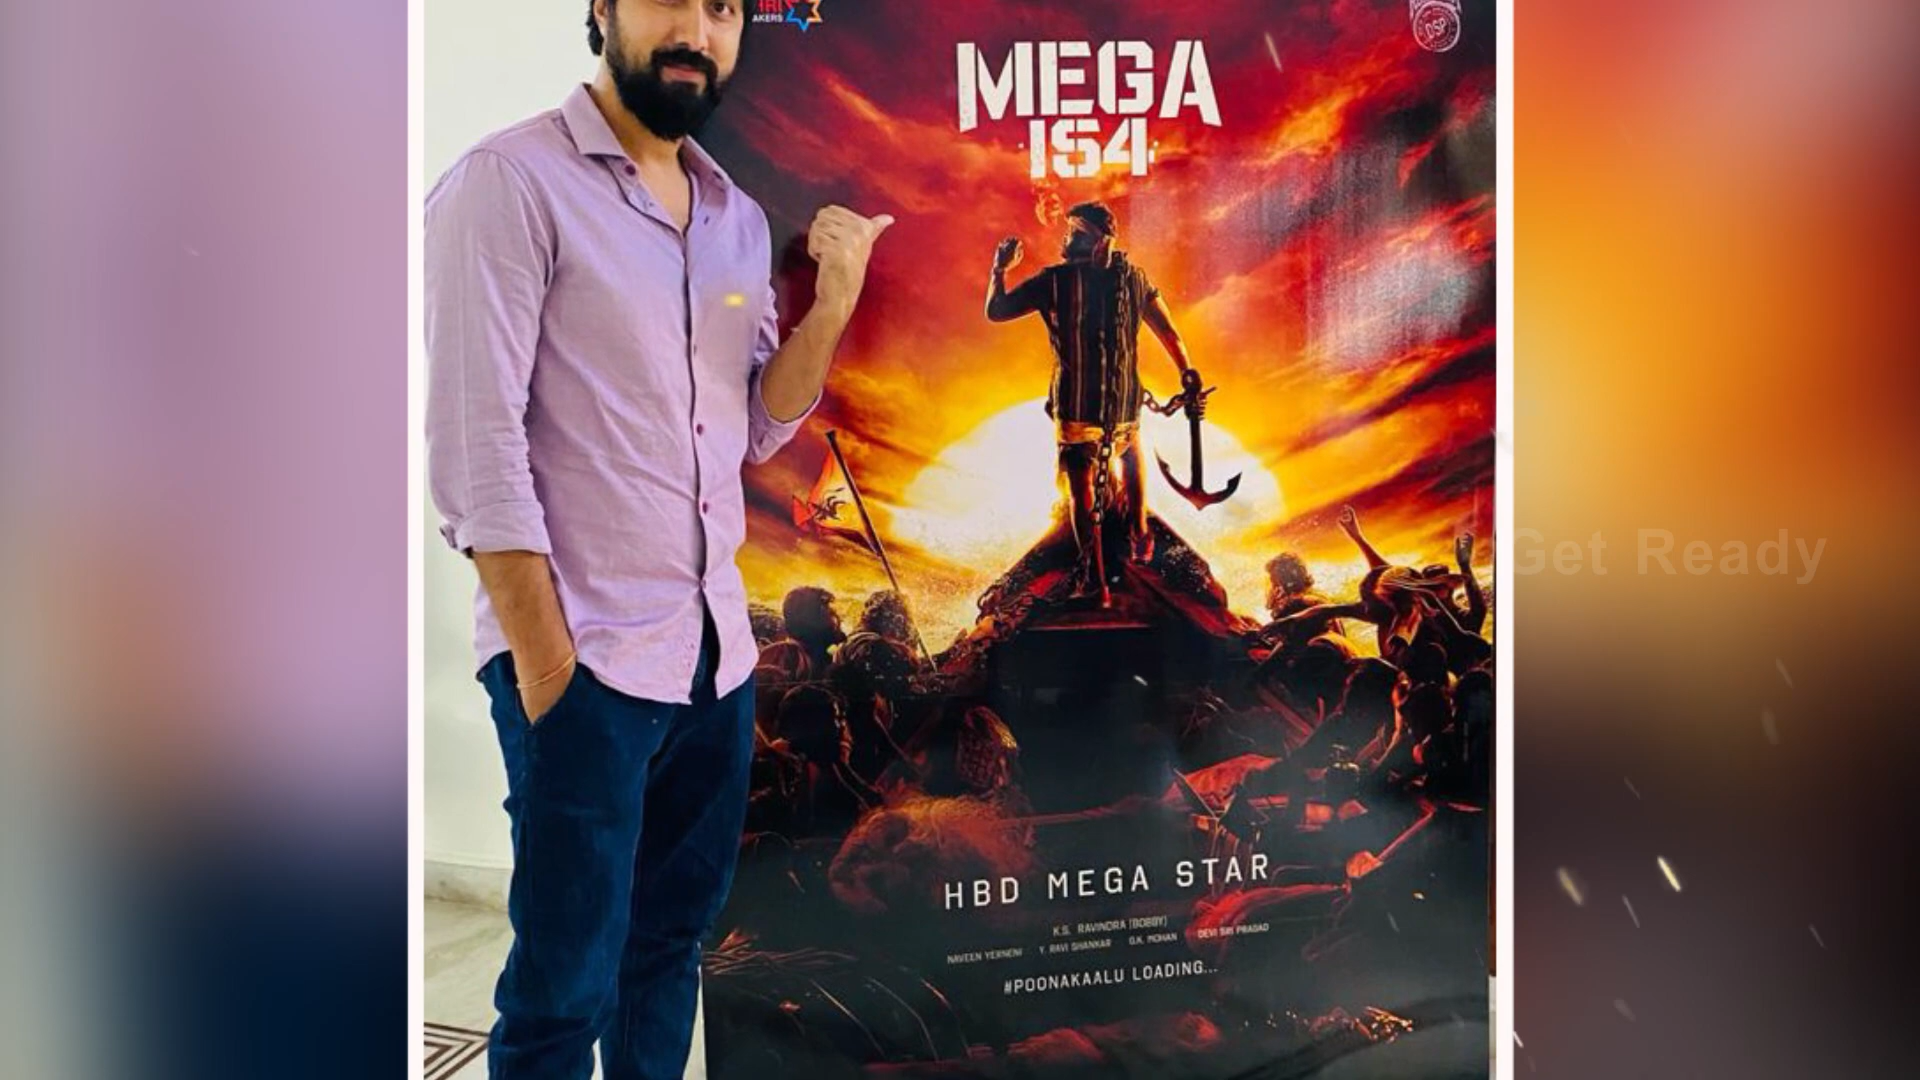 AKERS
DSP
MEGA
154
Get Ready
HBD MEGA STAR
K.S. RAVINDRA (BOBBY)
NAVEEN YERNENI Y. RAVI SHANKAR G.K. MOHAN DEVI SRI PRASAD
#POONAKAALU LOADING...